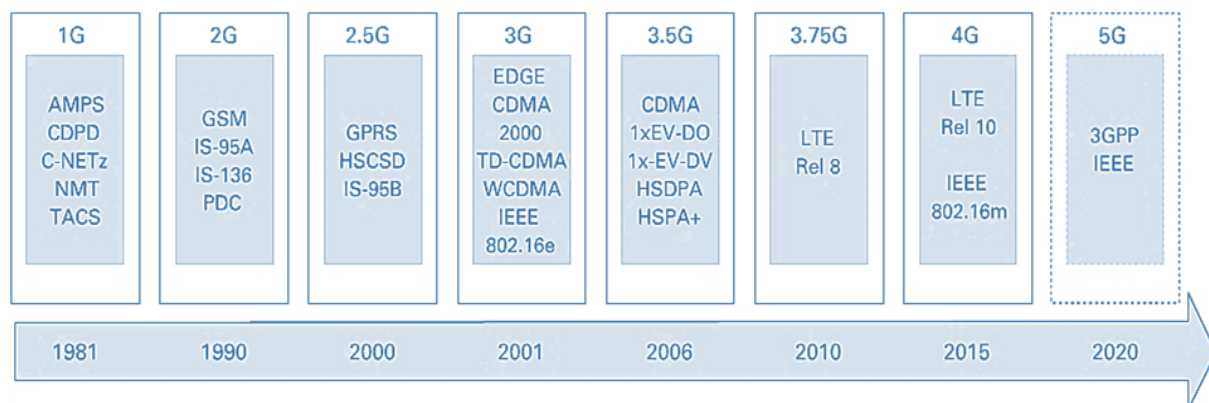 1G
AMPS
CDPD
C-NETz
NMT
TACS
2G
GSM
IS-95A
IS-136
PDC
2.5G
GPRS
HSCSD
IS-95B
3G
EDGE
CDMA
2000
TD-CDMA
WCDMA
IEEE
802.16e
3.5G
CDMA
1xEV-DO
1x-EV-DV
HSDPA
HSPA+
3.75G
LTE
Rel 8
4G
LTE
Rel 10
IEEE
802.16m
5G
3GPP
IEEE
1981
1990
2000
2001
2006
2010
2015
2020